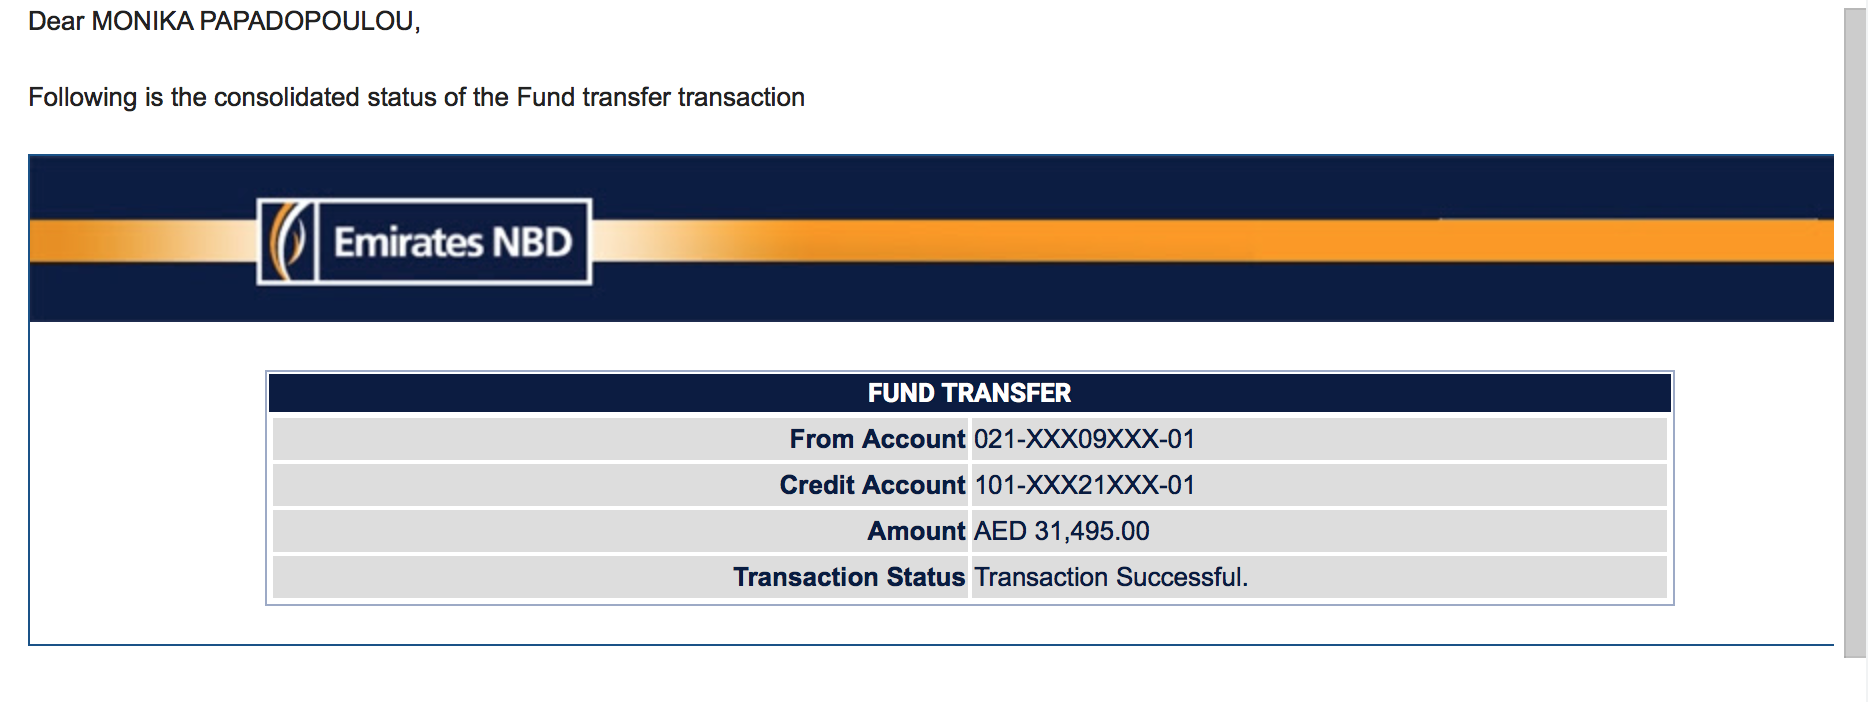 Dear MONIKA PAPADOPOULOU,
Following is the consolidated status of the Fund transfer transaction
Emirates NBD
FUND TRANSFER
From Account 021-XXX09XXX-01
Credit Account 101-XXX21XXX-01
Amount AED 31,495.00
Transaction Status Transaction Successful.